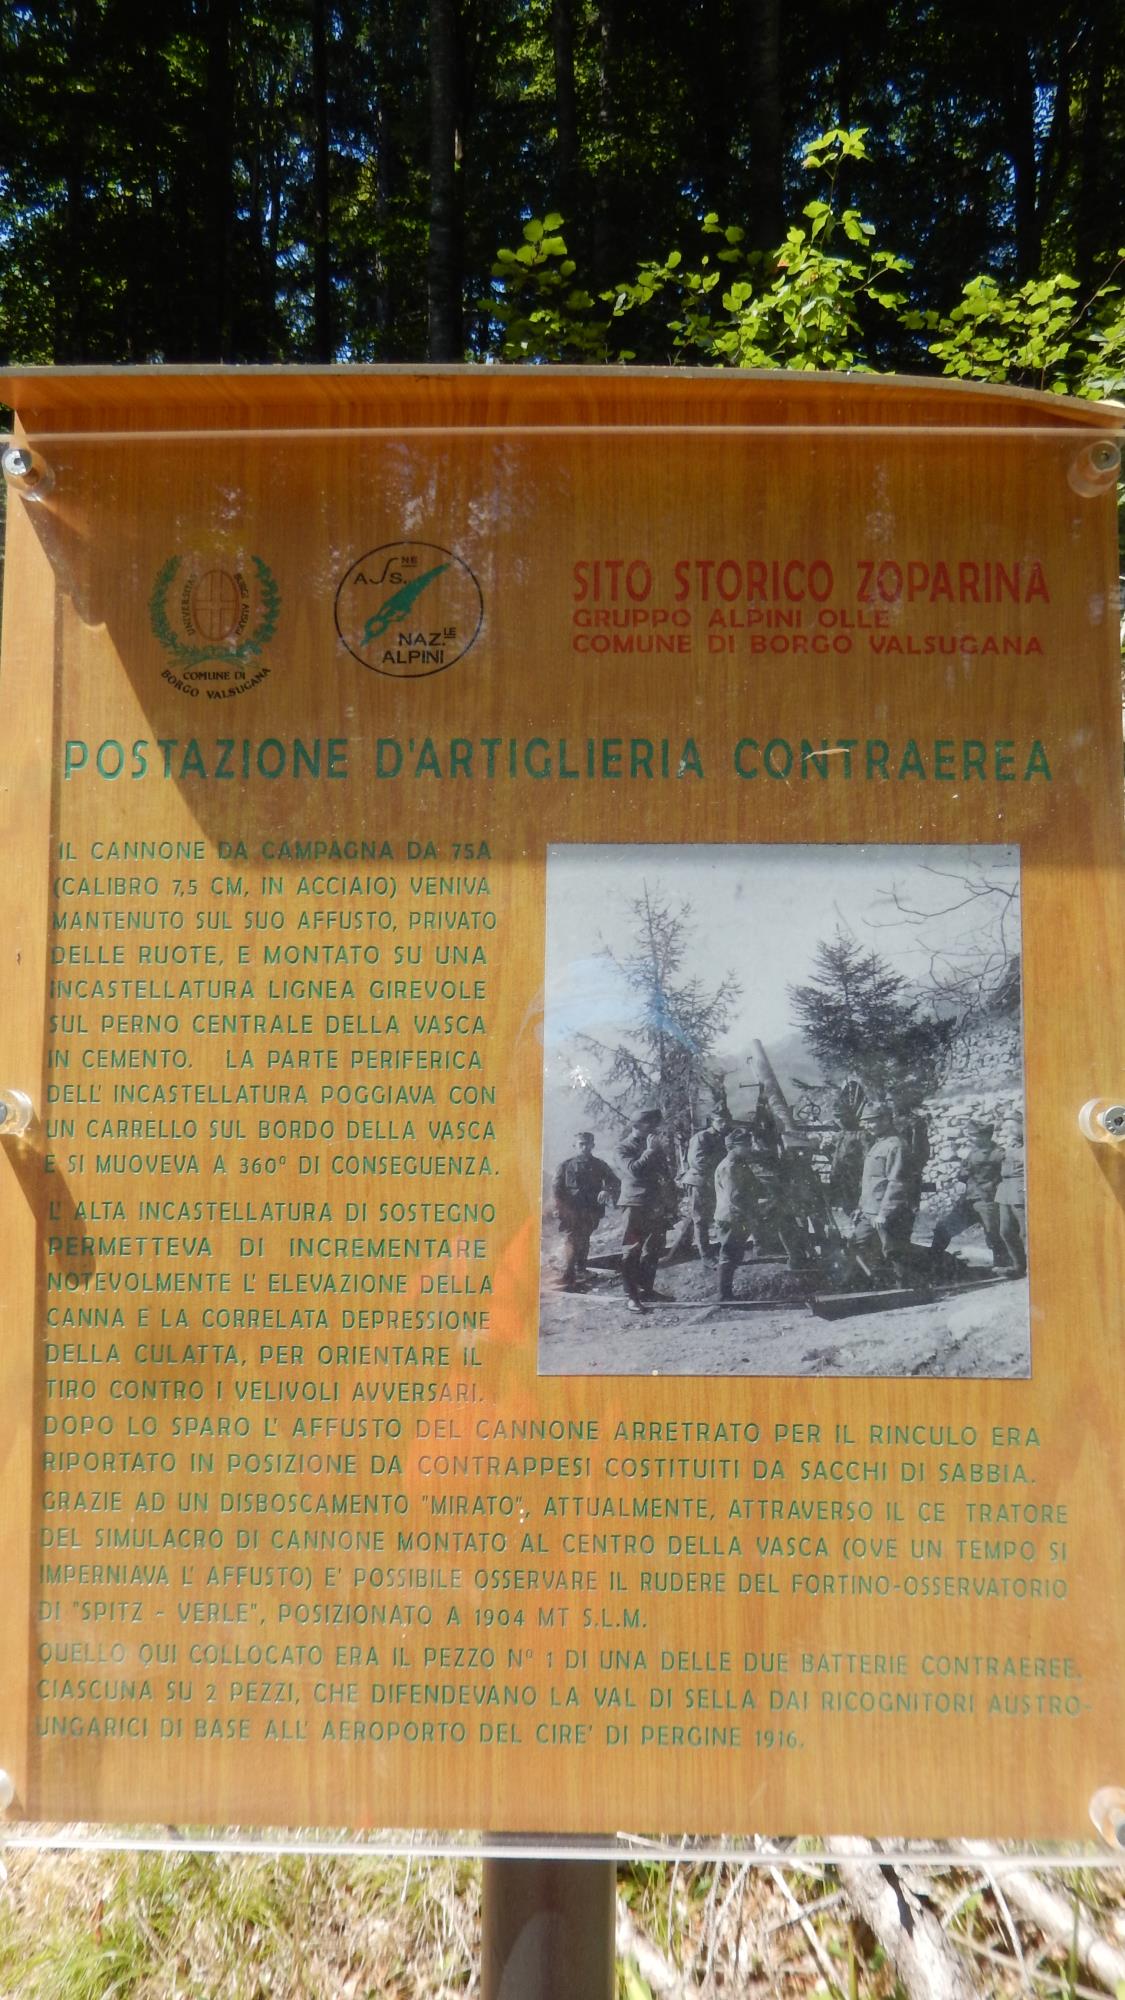 UNIVERSITAS
BURGI AUSUGI
COMUNE DI
BORGO VALSUGANA
ASS.NE
NAZ.LE
ALPINI
SITO STORICO ZOPARINA
GRUPPO ALPINI OLLE
COMUNE DI BORGO VALSUGANA
POSTAZIONE D'ARTIGLIERIA CONTRAEREA
IL CANNONE DA CAMPAGNA DA 75A
(CALIBRO 7,5 CM, IN ACCIAIO) VENIVA
MANTENUTO SUL SUO AFFUSTO, PRIVATO
DELLE RUOTE, E MONTATO SU UNA
INCASTELLATURA LIGNEA GIREVOLE
SUL PERNO CENTRALE DELLA VASCA
IN CEMENTO. LA PARTE PERIFERICA
DELL' INCASTELLATURA POGGIAVA CON
UN CARRELLO SUL BORDO DELLA VASCA
E SI MUOVEVA A 360° DI CONSEGUENZA.
L' ALTA INCASTELLATURA DI SOSTEGNO
PERMETTEVA DI INCREMENTARE
NOTEVOLMENTE L' ELEVAZIONE DELLA
CANNA E LA CORRELATA DEPRESSIONE
DELLA CULATTA, PER ORIENTARE IL
TIRO CONTRO I VELIVOLI AVVERSARI.
DOPO LO SPARO L' AFFUSTO DEL CANNONE ARRETRATO PER IL RINCULO ERA
RIPORTATO IN POSIZIONE DA CONTRAPPESI COSTITUITI DA SACCHI DI SABBIA.
GRAZIE AD UN DISBOSCAMENTO "MIRATO", ATTUALMENTE, ATTRAVERSO IL CE TRATORE
DEL SIMULACRO DI CANNONE MONTATO AL CENTRO DELLA VASCA (OVE UN TEMPO SI
IMPERNIAVA L' AFFUSTO) E' POSSIBILE OSSERVARE IL RUDERE DEL FORTINO-OSSERVATORIO
DI "SPITZ - VERLE", POSIZIONATO A 1904 MT S.L.M.
QUELLO QUI COLLOCATO ERA IL PEZZO N° 1 DI UNA DELLE DUE BATTERIE CONTRAEREE,
CIASCUNA SU 2 PEZZI, CHE DIFENDEVANO LA VAL DI SELLA DAI RICOGNITORI AUSTRO-
UNGARICI DI BASE ALL' AEROPORTO DEL CIRE' DI PERGINE 1916.